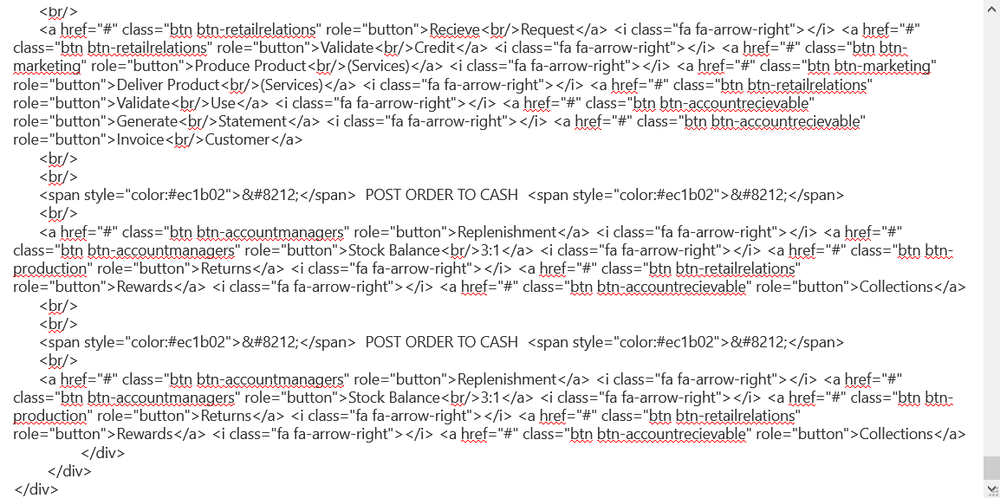 <br/>
<a href="#" class="btn btn-retailrelations" role="button">Recieve<br/>Request</a> <i class="fa fa-arrow-right"></i> <a href="#"
class="btn btn-retailrelations" role="button">Validate<br/>Credit</a> <i class="fa fa-arrow-right"></i> <a href="#" class="btn btn-
marketing" role="button">Produce Product<br/>(Services)</a> <i class="fa fa-arrow-right"></i> <a href="#" class="btn btn-marketing"
role="button">Deliver Product<br/>(Services)</a> <i class="fa fa-arrow-right"></i> <a href="#" class="btn btn-retailrelations"
role="button">Validate<br/>Use</a> <i class="fa fa-arrow-right"></i> <a href="#" class="btn btn-accountrecievable"
role="button">Generate<br/>Statement</a> <i class="fa fa-arrow-right"></i> <a href="#" class="btn btn-accountrecievable"
role="button">Invoice<br/>Customer</a>
<br/>
<br/>
<span style="color:#ec1b02">&#8212;</span>  POST ORDER TO CASH  <span style="color:#ec1b02">&#8212;</span>
<br/>
<a href="#" class="btn btn-accountmanagers" role="button">Replenishment</a> <i class="fa fa-arrow-right"></i> <a href="#"
class="btn btn-accountmanagers" role="button">Stock Balance<br/>3:1</a> <i class="fa fa-arrow-right"></i> <a href="#" class="btn btn-
production" role="button">Returns</a> <i class="fa fa-arrow-right"></i> <a href="#" class="btn btn-retailrelations"
role="button">Rewards</a> <i class="fa fa-arrow-right"></i> <a href="#" class="btn btn-accountrecievable" role="button">Collections</a>
<br/>
<br/>
<span style="color:#ec1b02">&#8212;</span>  POST ORDER TO CASH  <span style="color:#ec1b02">&#8212;</span>
<br/>
<a href="#" class="btn btn-accountmanagers" role="button">Replenishment</a> <i class="fa fa-arrow-right"></i> <a href="#"
class="btn btn-accountmanagers" role="button">Stock Balance<br/>3:1</a> <i class="fa fa-arrow-right"></i> <a href="#" class="btn btn-
production" role="button">Returns</a> <i class="fa fa-arrow-right"></i> <a href="#" class="btn btn-retailrelations"
role="button">Rewards</a> <i class="fa fa-arrow-right"></i> <a href="#" class="btn btn-accountrecievable" role="button">Collections</a>
</div>
</div>
</div>